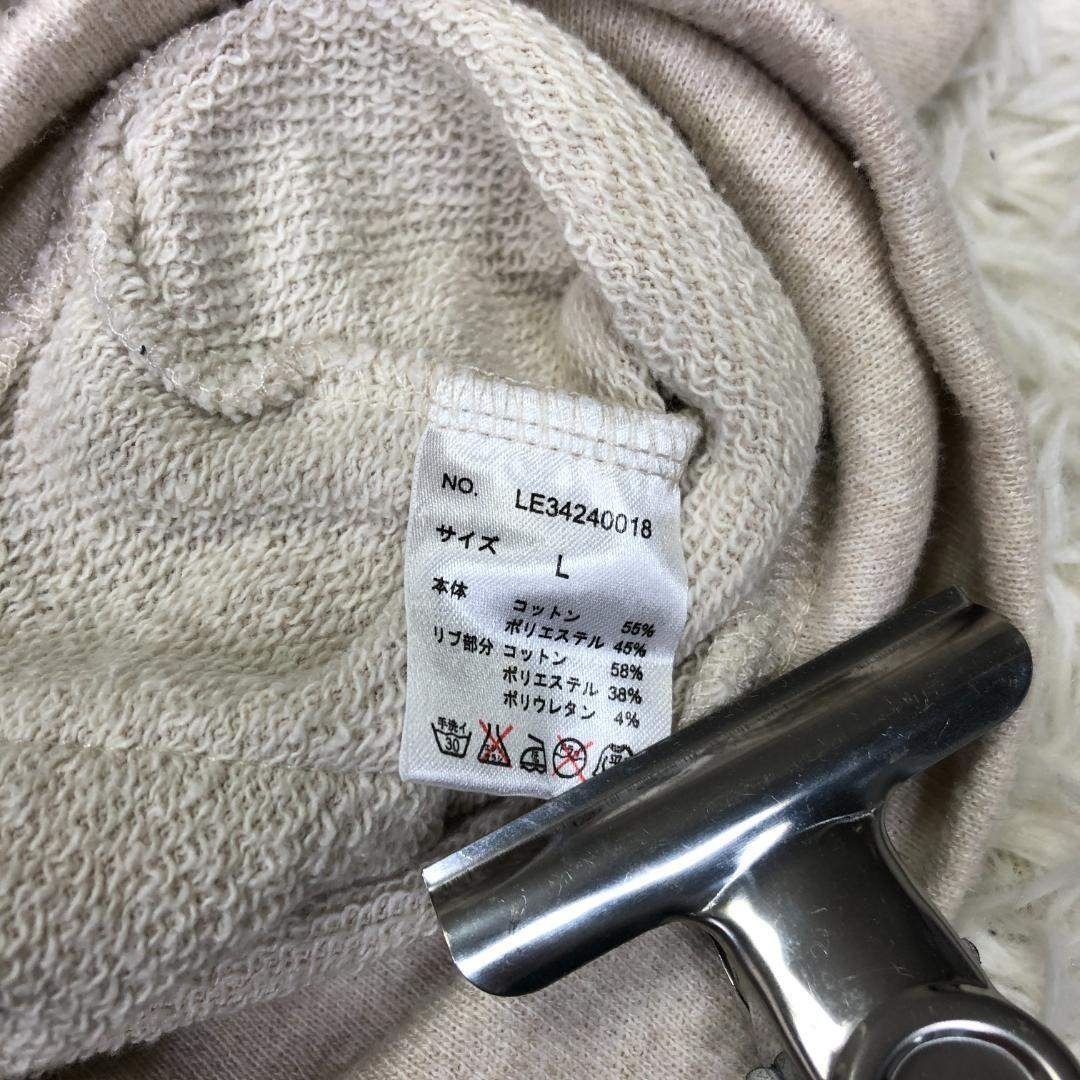 NO. LE34240018
サイズ L
本体 コットン 55%
ポリエステル 45%
リブ部分 コットン 58%
ポリエステル 38%
ポリウレタン 4%
手洗イ
30